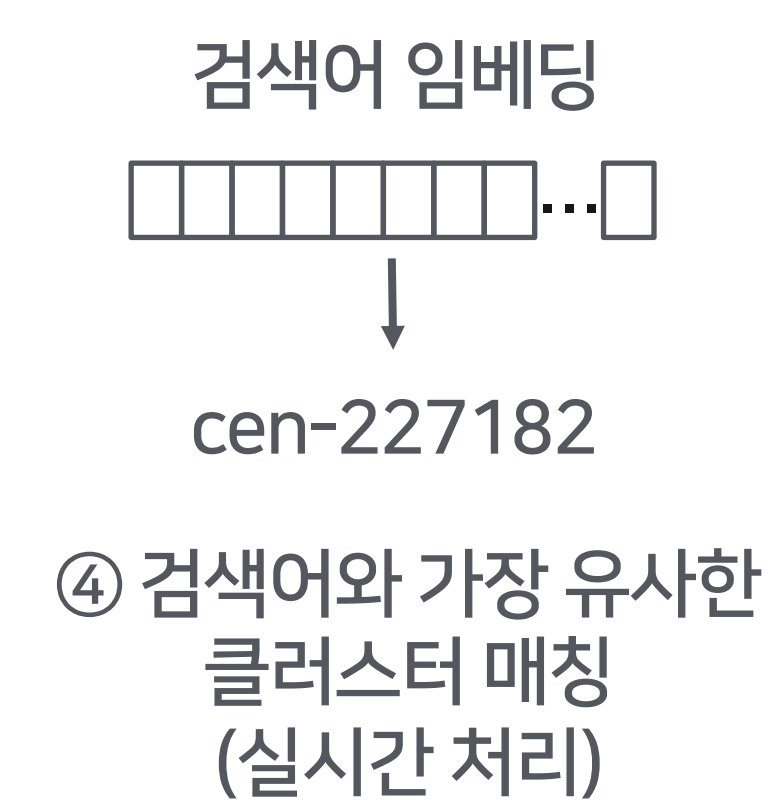 검색어 임베딩
...
cen-227182
④ 검색어와 가장 유사한
클러스터 매칭
(실시간 처리)